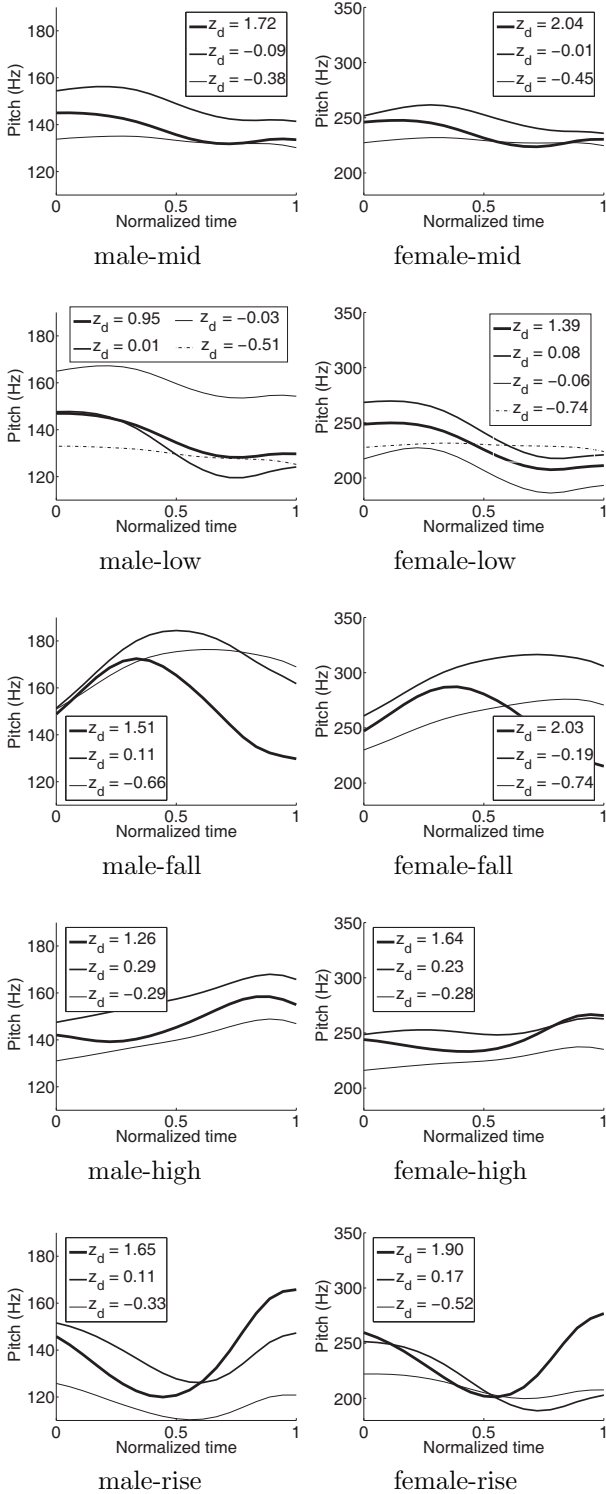 z_d = 1.72
z_d = −0.09
z_d = −0.38
180
160
140
120
Pitch (Hz)
0 0.5 1
Normalized time
male-mid
z_d = 2.04
z_d = −0.01
z_d = −0.45
350
300
250
200
Pitch (Hz)
0 0.5 1
Normalized time
female-mid
z_d = 0.95 z_d = −0.03
z_d = 0.01 z_d = −0.51
180
160
140
120
Pitch (Hz)
0 0.5 1
Normalized time
male-low
z_d = 1.39
z_d = 0.08
z_d = −0.06
z_d = −0.74
350
300
250
200
Pitch (Hz)
0 0.5 1
Normalized time
female-low
180
160
140
120
Pitch (Hz)
z_d = 1.51
z_d = 0.11
z_d = −0.66
0 0.5 1
Normalized time
male-fall
350
300
250
200
Pitch (Hz)
z_d = 2.03
z_d = −0.19
z_d = −0.74
0 0.5 1
Normalized time
female-fall
z_d = 1.26
z_d = 0.29
z_d = −0.29
180
160
140
120
Pitch (Hz)
0 0.5 1
Normalized time
male-high
z_d = 1.64
z_d = 0.23
z_d = −0.28
350
300
250
200
Pitch (Hz)
0 0.5 1
Normalized time
female-high
z_d = 1.65
z_d = 0.11
z_d = −0.33
180
160
140
120
Pitch (Hz)
0 0.5 1
Normalized time
male-rise
z_d = 1.90
z_d = 0.17
z_d = −0.52
350
300
250
200
Pitch (Hz)
0 0.5 1
Normalized time
female-rise